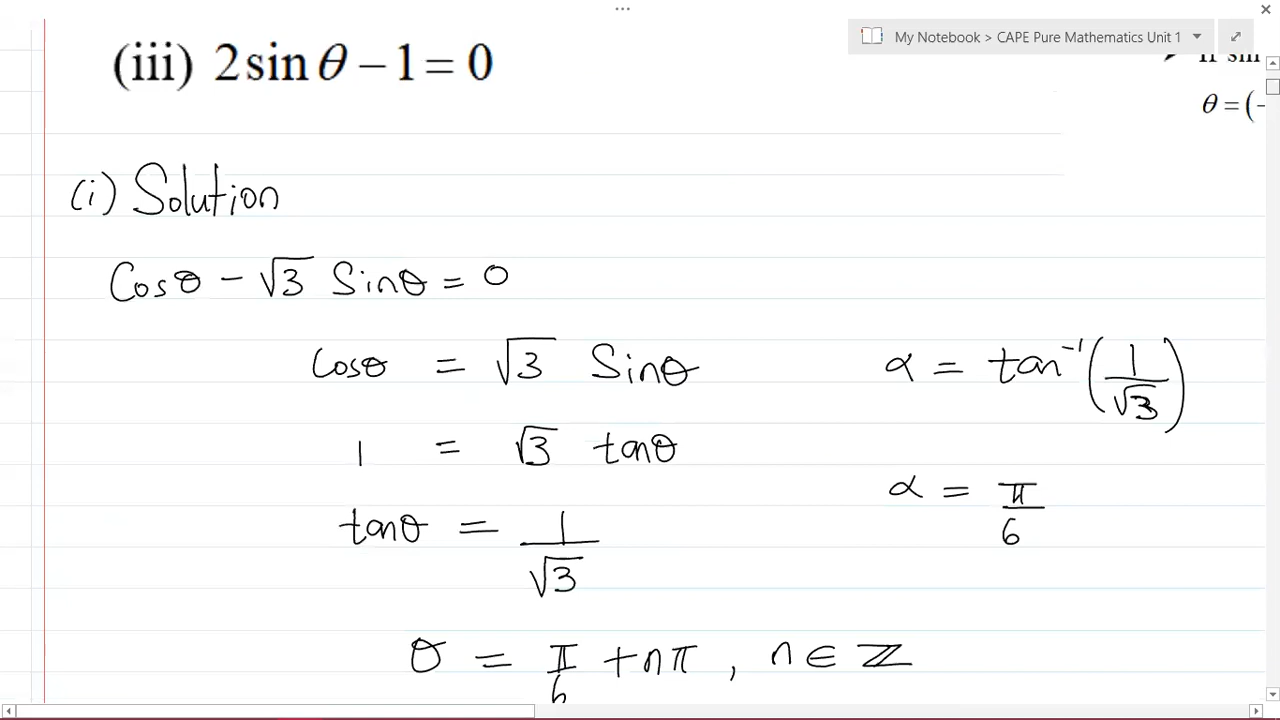 My Notebook > CAPE Pure Mathematics Unit 1
(iii) 2 sin θ − 1 = 0
θ = (-
(i) Solution
Cosθ − √3 Sinθ = 0
Cosθ = √3 Sinθ
α = tan⁻¹(1/√3)
1 = √3 tanθ
α = π/6
tanθ = 1/√3
θ = π/6 + nπ, n ∈ ℤ